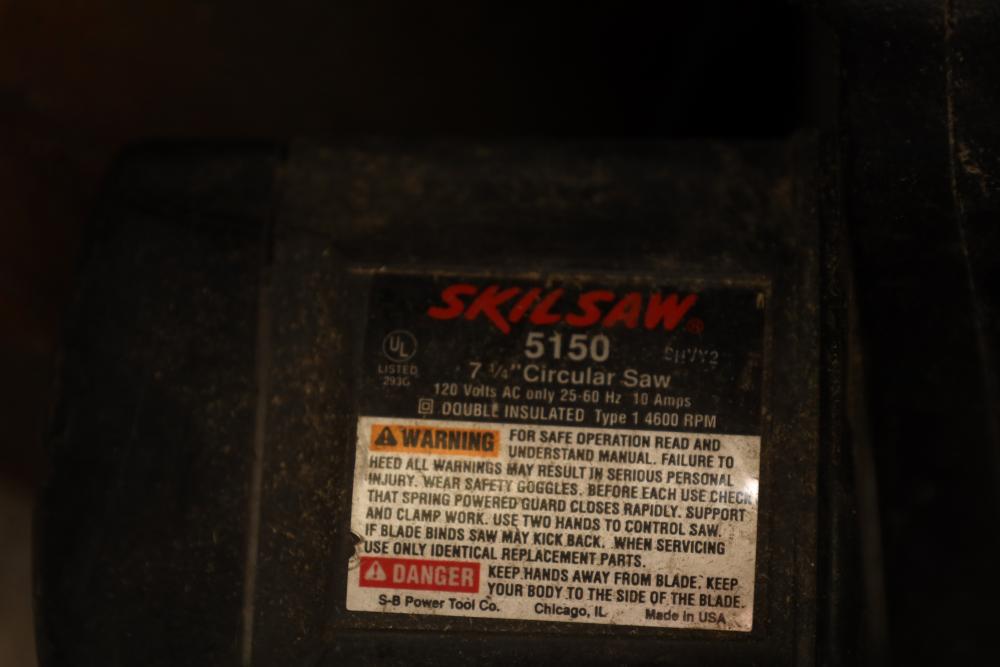 SKILSAW®
5150
UL
LISTED
293G
7 1/4" Circular Saw
120 Volts AC only 25-60 Hz 10 Amps
DOUBLE INSULATED Type 1 4600 RPM
WARNING FOR SAFE OPERATION READ AND
UNDERSTAND MANUAL. FAILURE TO
HEED ALL WARNINGS MAY RESULT IN SERIOUS PERSONAL
INJURY. WEAR SAFETY GOGGLES. BEFORE EACH USE CHECK
THAT SPRING POWERED GUARD CLOSES RAPIDLY. SUPPORT
AND CLAMP WORK. USE TWO HANDS TO CONTROL SAW.
IF BLADE BINDS SAW MAY KICK BACK. WHEN SERVICING
USE ONLY IDENTICAL REPLACEMENT PARTS.
DANGER KEEP HANDS AWAY FROM BLADE. KEEP
YOUR BODY TO THE SIDE OF THE BLADE.
S-B Power Tool Co. Chicago, IL Made in USA